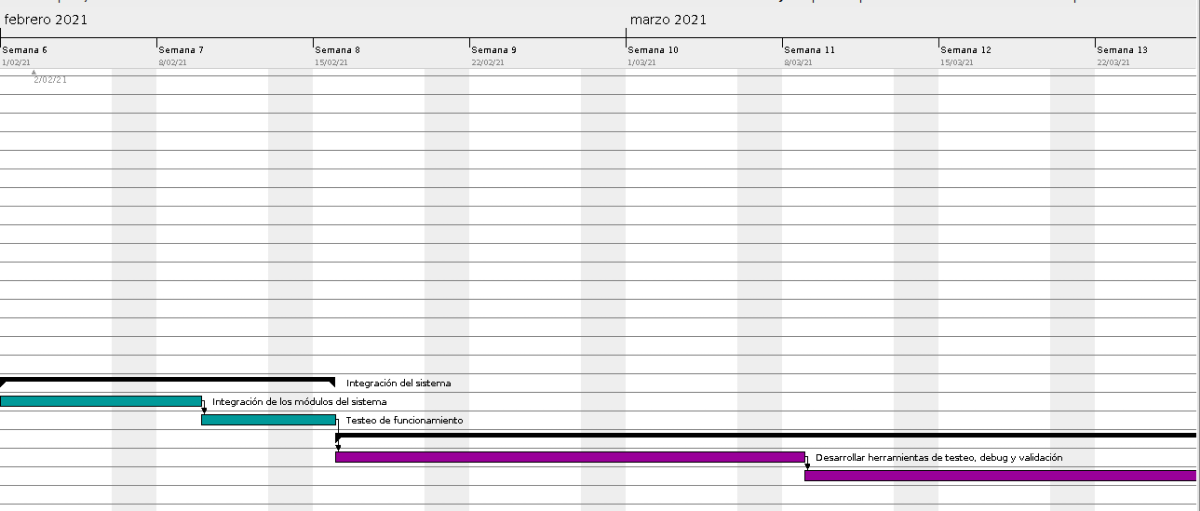 febrero 2021 marzo 2021
Semana 6 Semana 7 Semana 8 Semana 9 Semana 10 Semana 11 Semana 12 Semana 13
1/02/21 8/02/21 15/02/21 22/02/21 1/03/21 8/03/21 15/03/21 22/03/21
2/02/21
Integración del sistema
Integración de los módulos del sistema
Testeo de funcionamiento
Desarrollar herramientas de testeo, debug y validación